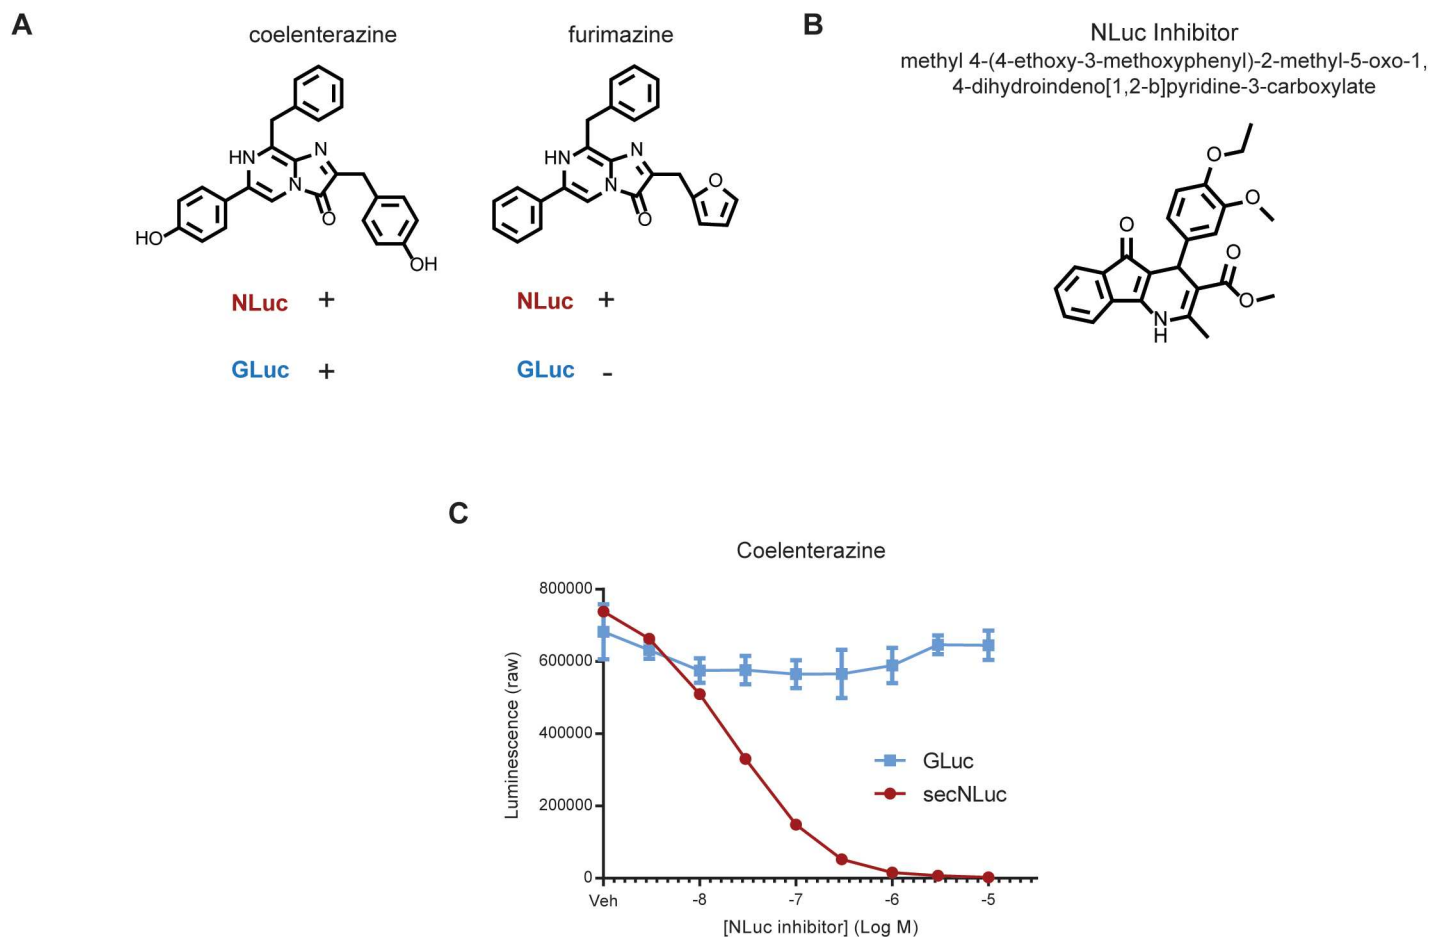 A
coelenterazine
furimazine
HN
N
N
O
HO
OH
HN
N
N
O
O
NLuc +
NLuc +
GLuc +
GLuc -
B
NLuc Inhibitor
methyl 4-(4-ethoxy-3-methoxyphenyl)-2-methyl-5-oxo-1,
4-dihydroindeno[1,2-b]pyridine-3-carboxylate
O
O
O
O
O
N
H
C
Coelenterazine
Luminescence (raw)
800000
600000
400000
200000
0
GLuc
secNLuc
Veh -8 -7 -6 -5
[NLuc inhibitor] (Log M)